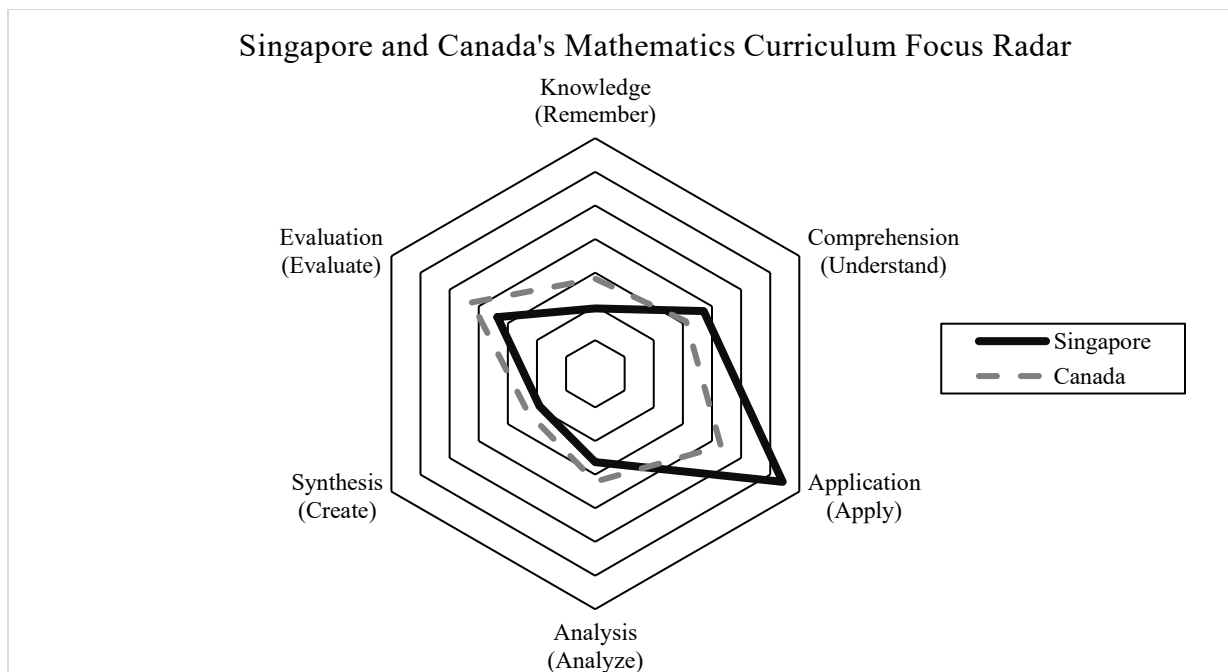 Singapore and Canada's Mathematics Curriculum Focus Radar
Knowledge
(Remember)
Comprehension
(Understand)
Application
(Apply)
Analysis
(Analyze)
Synthesis
(Create)
Evaluation
(Evaluate)
Singapore
Canada